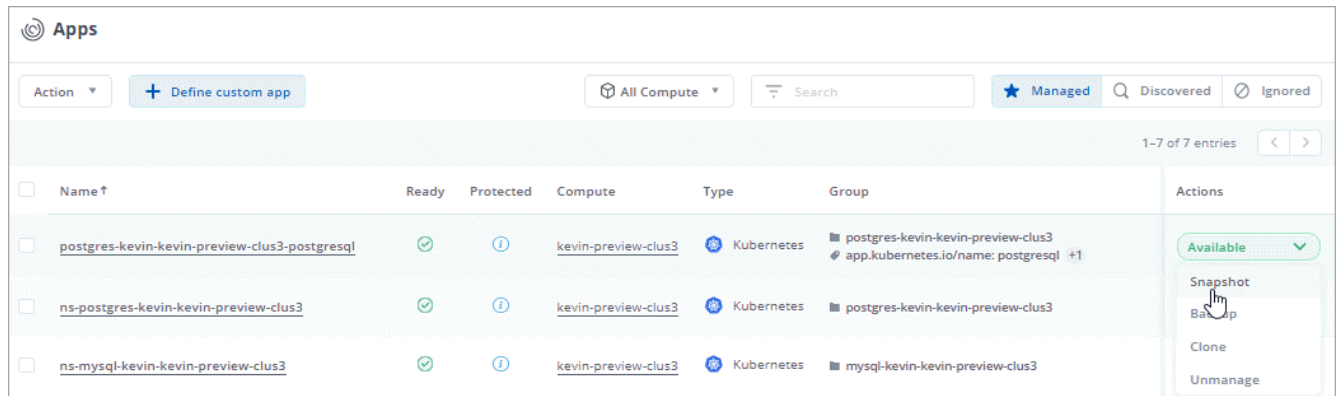 Apps
Action
+ Define custom app
All Compute
Search
Managed
Discovered
Ignored
1–7 of 7 entries
< >
Name↑ Ready Protected Compute Type Group Actions
postgres-kevin-kevin-preview-clus3-postgresql kevin-preview-clus3 Kubernetes postgres-kevin-kevin-preview-clus3
app.kubernetes.io/name: postgresql +1
Available
Snapshot
ns-postgres-kevin-kevin-preview-clus3 kevin-preview-clus3 Kubernetes postgres-kevin-kevin-preview-clus3
Backup
Clone
ns-mysql-kevin-kevin-preview-clus3 kevin-preview-clus3 Kubernetes mysql-kevin-kevin-preview-clus3
Unmanage